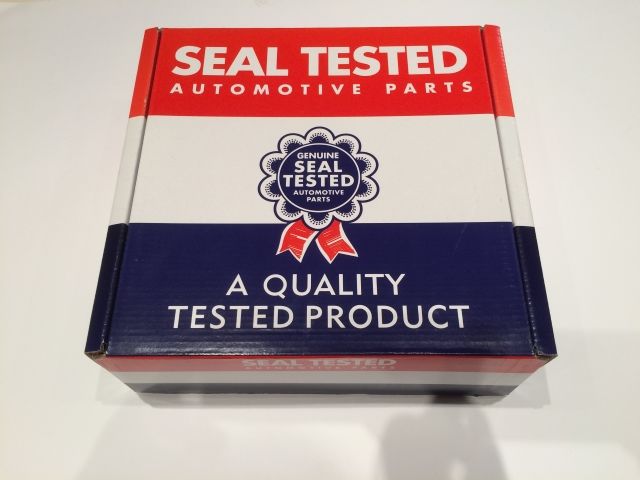 SEAL TESTED
AUTOMOTIVE PARTS
GENUINE
SEAL
TESTED
AUTOMOTIVE
PARTS
A QUALITY
TESTED PRODUCT
SEAL TESTED
AUTOMOTIVE PARTS